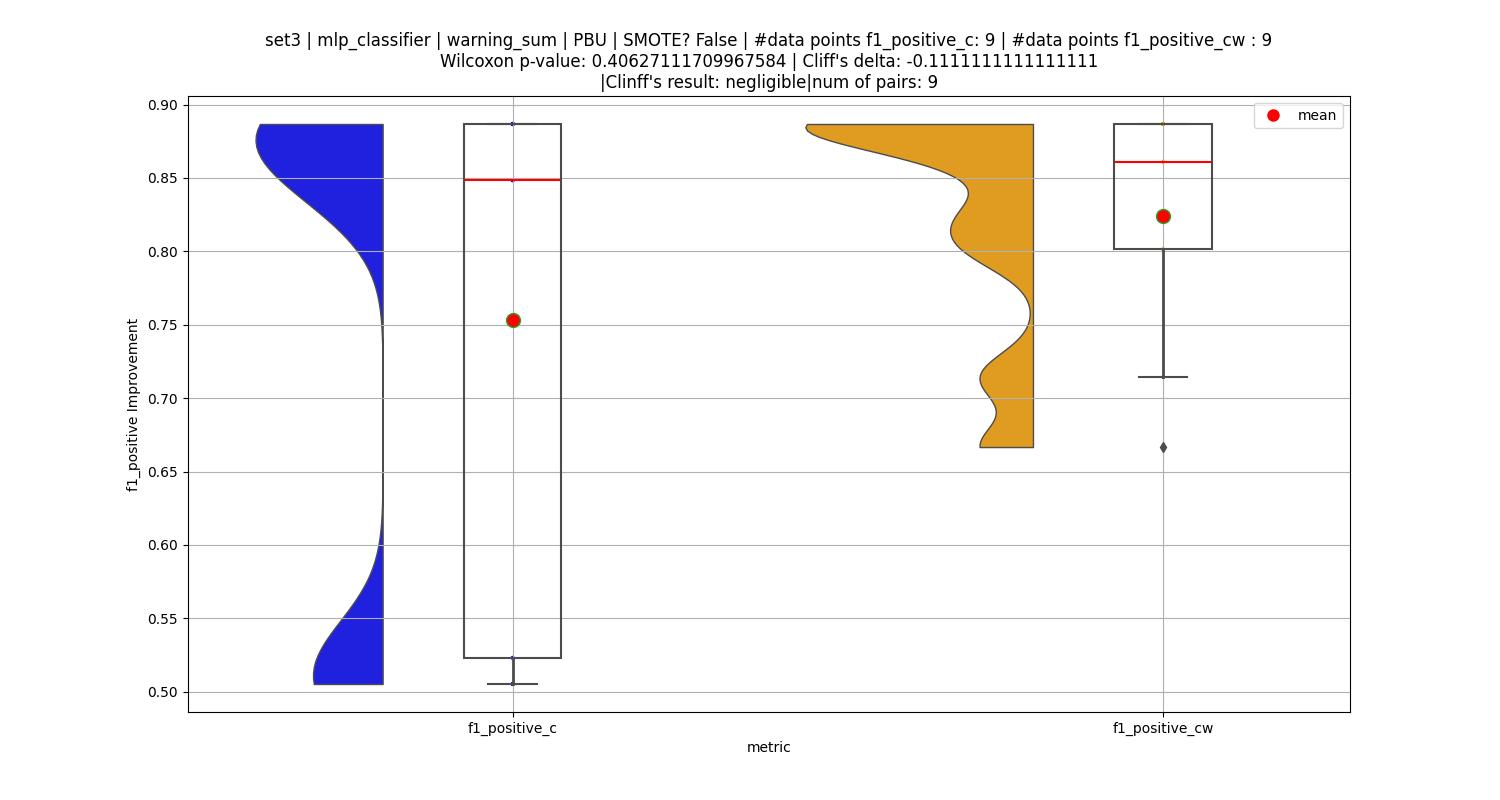 set3 | mlp_classifier | warning_sum | PBU | SMOTE? False | #data points f1_positive_c: 9 | #data points f1_positive_cw : 9
Wilcoxon p-value: 0.40627111709967584 | Cliff's delta: -0.1111111111111111
|Clinff's result: negligible|num of pairs: 9
mean
0.90
0.85
0.80
0.75
0.70
0.65
0.60
0.55
0.50
f1_positive Improvement
f1_positive_c
f1_positive_cw
metric